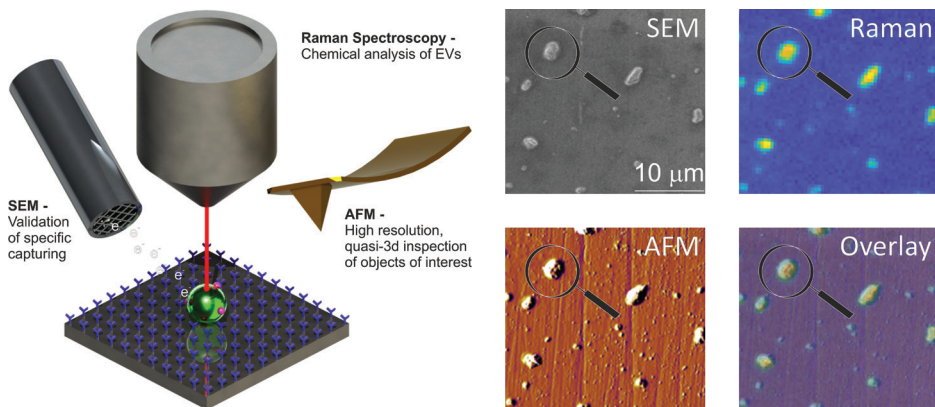 Raman Spectroscopy -
Chemical analysis of EVs
SEM -
Validation
of specific
capturing
AFM -
High resolution,
quasi-3d inspection
of objects of interest
e⁻
e⁻
e⁻
e⁻
e⁻
e
SEM
10 μm
Raman
AFM
Overlay